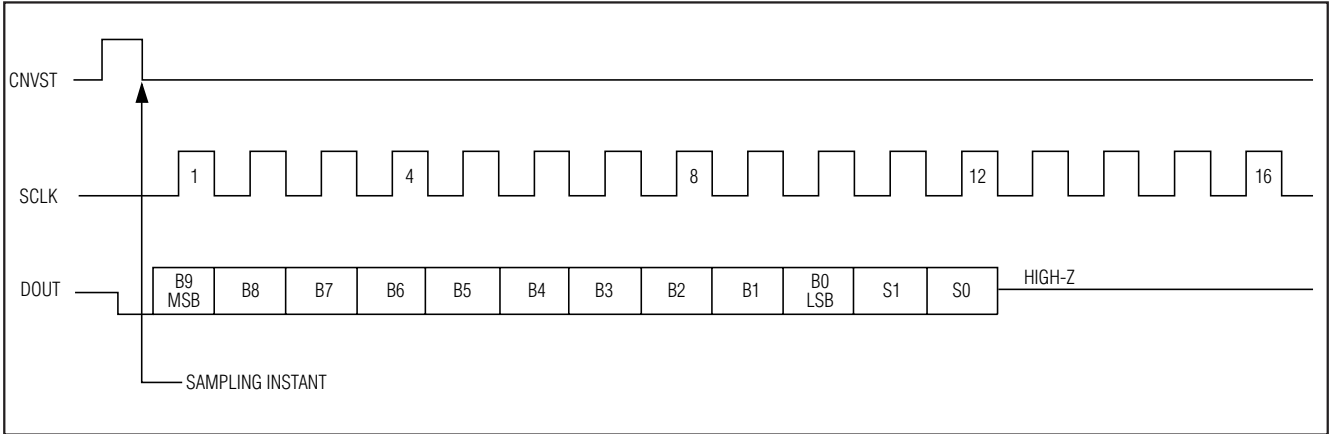 CNVST
SCLK 1 4 8 12 16
DOUT B9 MSB B8 B7 B6 B5 B4 B3 B2 B1 B0 LSB S1 S0 HIGH-Z
SAMPLING INSTANT